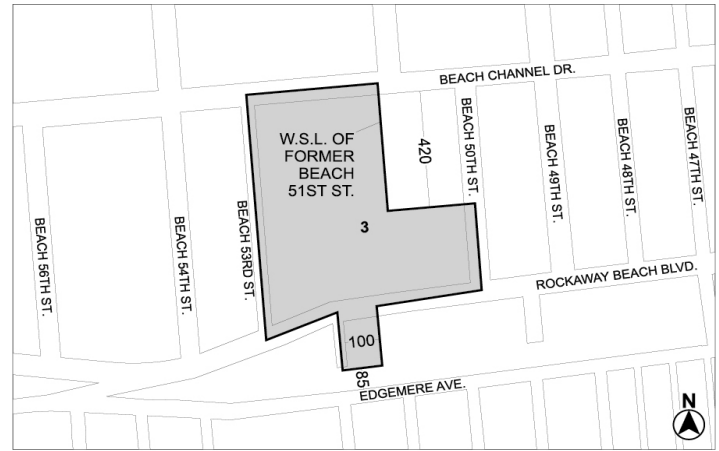 BEACH CHANNEL DR.
W.S.L. OF
FORMER
BEACH
51ST ST.
420
BEACH 50TH ST.
BEACH 49TH ST.
BEACH 48TH ST.
BEACH 47TH ST.
BEACH 56TH ST.
BEACH 54TH ST.
BEACH 53RD ST.
3
ROCKAWAY BEACH BLVD.
100
85
EDGEMERE AVE.
N